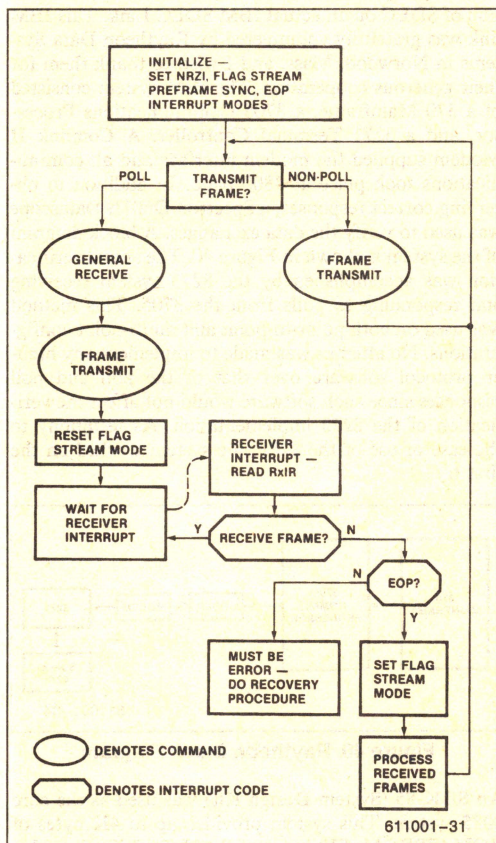 INITIALIZE —
SET NRZI, FLAG STREAM
PREFRAME SYNC, EOP
INTERRUPT MODES
POLL
TRANSMIT
FRAME?
NON-POLL
GENERAL
RECEIVE
FRAME
TRANSMIT
FRAME
TRANSMIT
RESET FLAG
STREAM MODE
RECEIVER
INTERRUPT —
READ RxIR
WAIT FOR
RECEIVER
INTERRUPT
Y
RECEIVE FRAME?
N
N
EOP?
Y
MUST BE
ERROR —
DO RECOVERY
PROCEDURE
SET FLAG
STREAM
MODE
PROCESS
RECEIVED
FRAMES
DENOTES COMMAND
DENOTES INTERRUPT CODE
611001–31